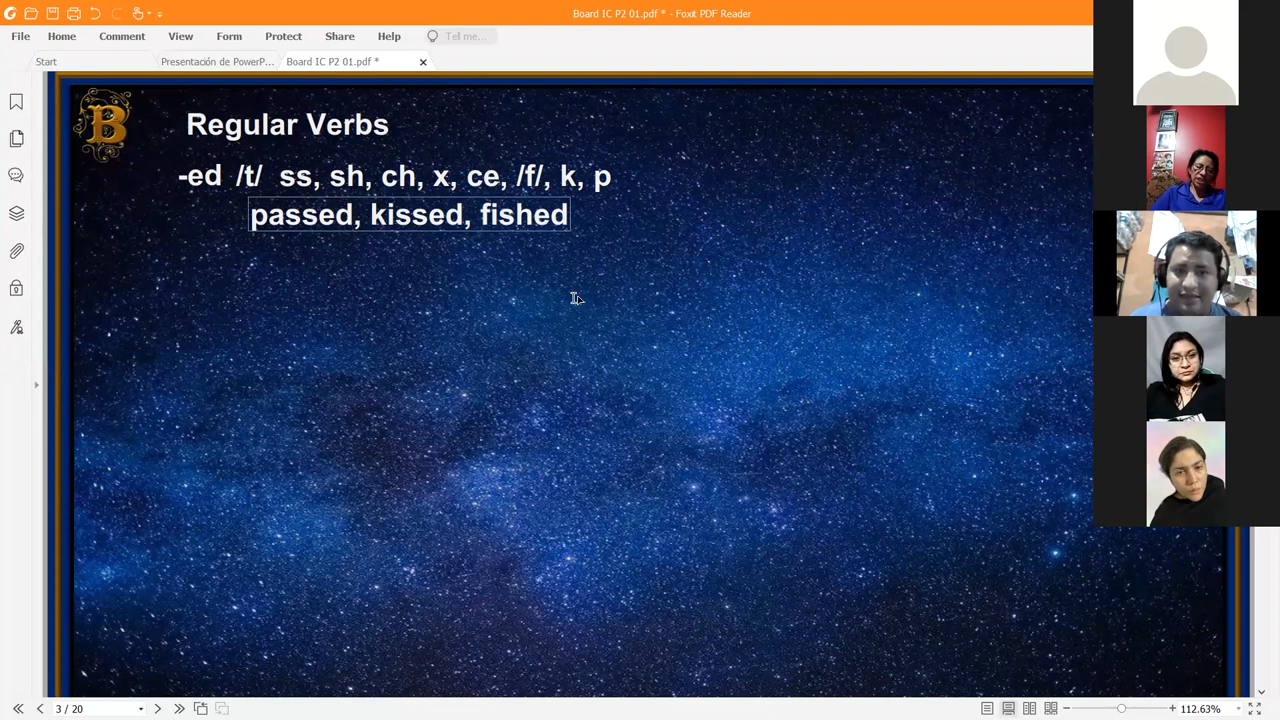 Board IC P2 01.pdf * - Foxit PDF Reader
File Home Comment View Form Protect Share Help Tell me...
Start Presentación de PowerP... Board IC P2 01.pdf *
B Regular Verbs
-ed /t/ ss, sh, ch, x, ce, /f/, k, p
passed, kissed, fished
3 / 20 112.63%